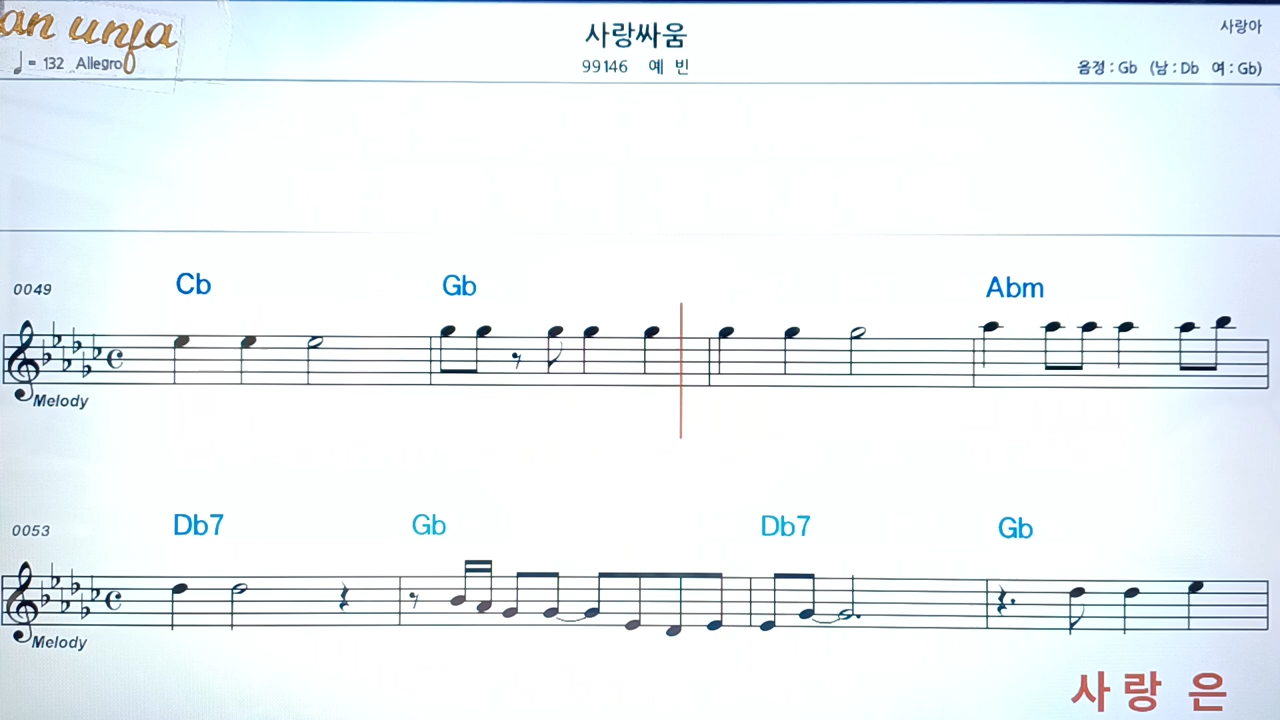 an unja
♩= 132 Allegro
사랑싸움
99146 예 빈
사랑아
음정 : Gb (남 : Db 여 : Gb)
0049
Cb Gb Abm
Melody
0053
Db7 Gb Db7 Gb
Melody
사 랑 은